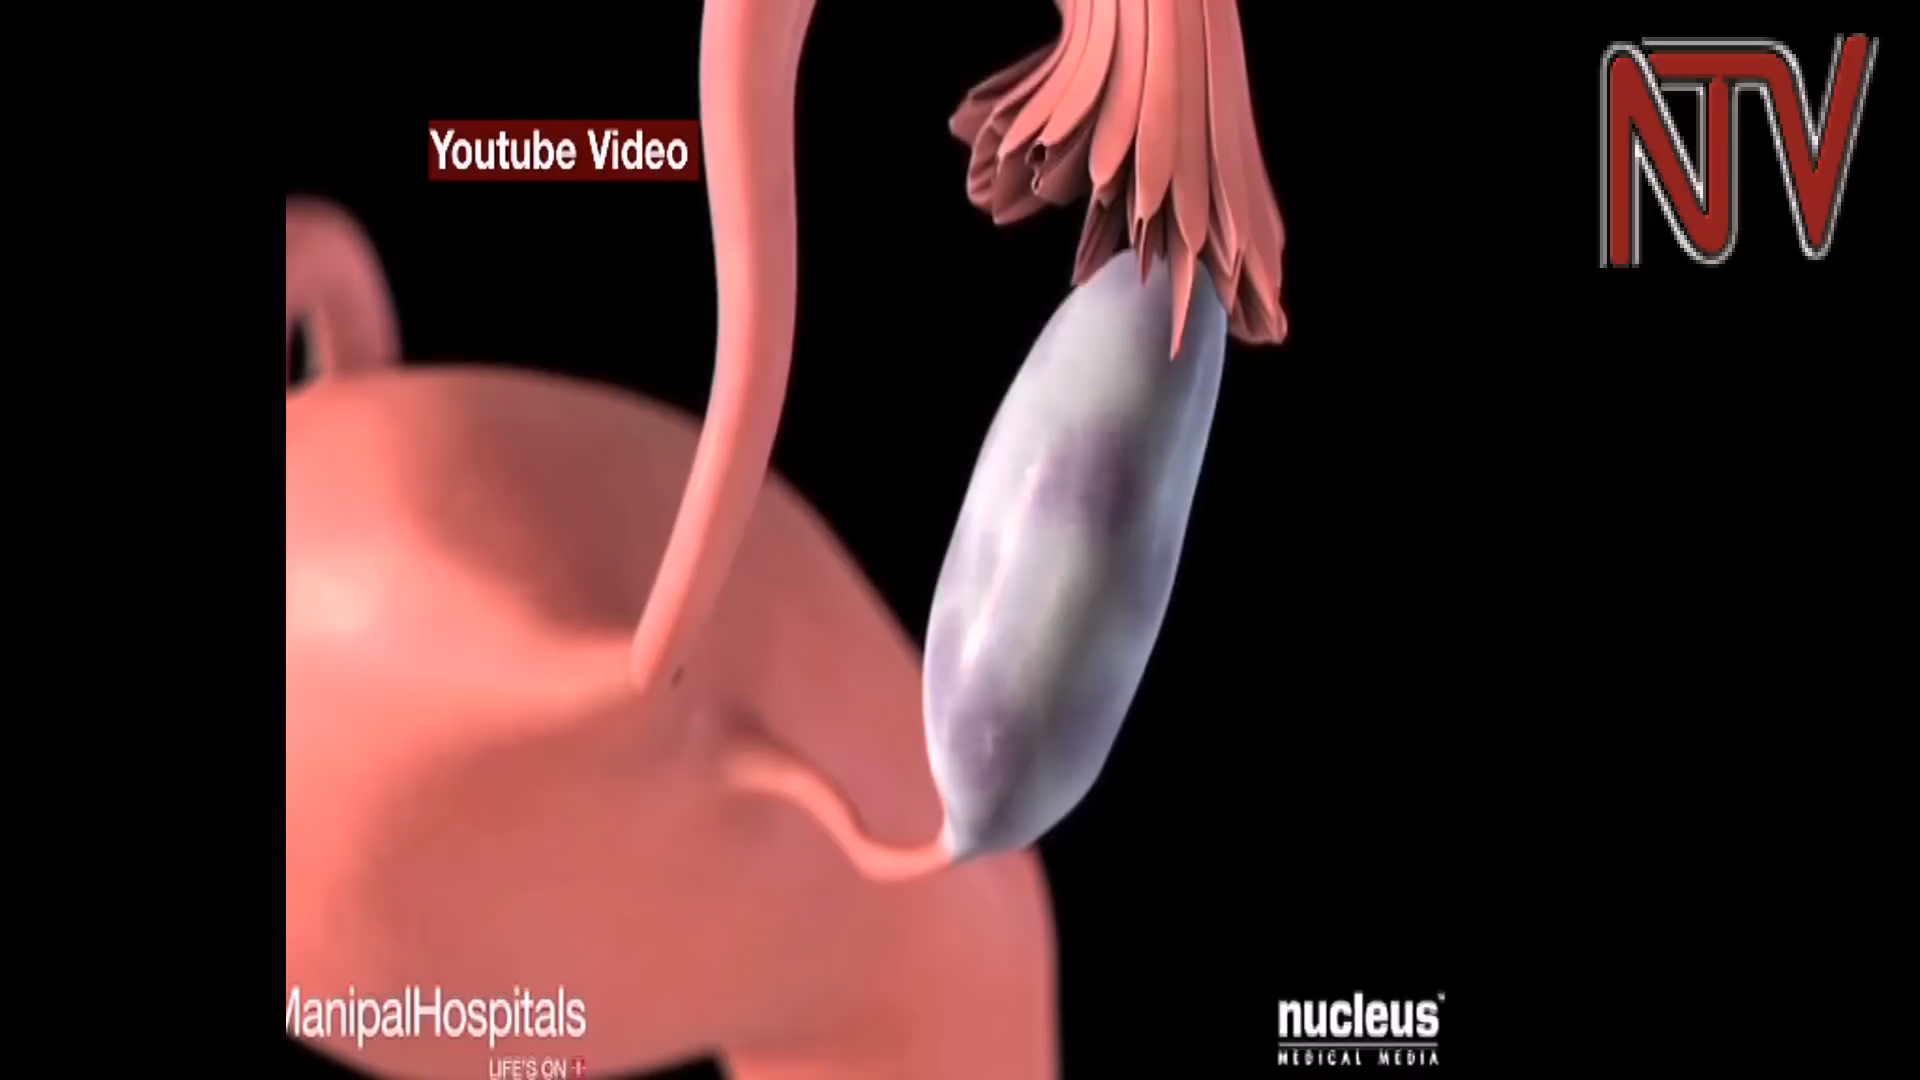 NTV
Youtube Video
ManipalHospitals
LIFE'S ON
nucleus
MEDICAL MEDIA